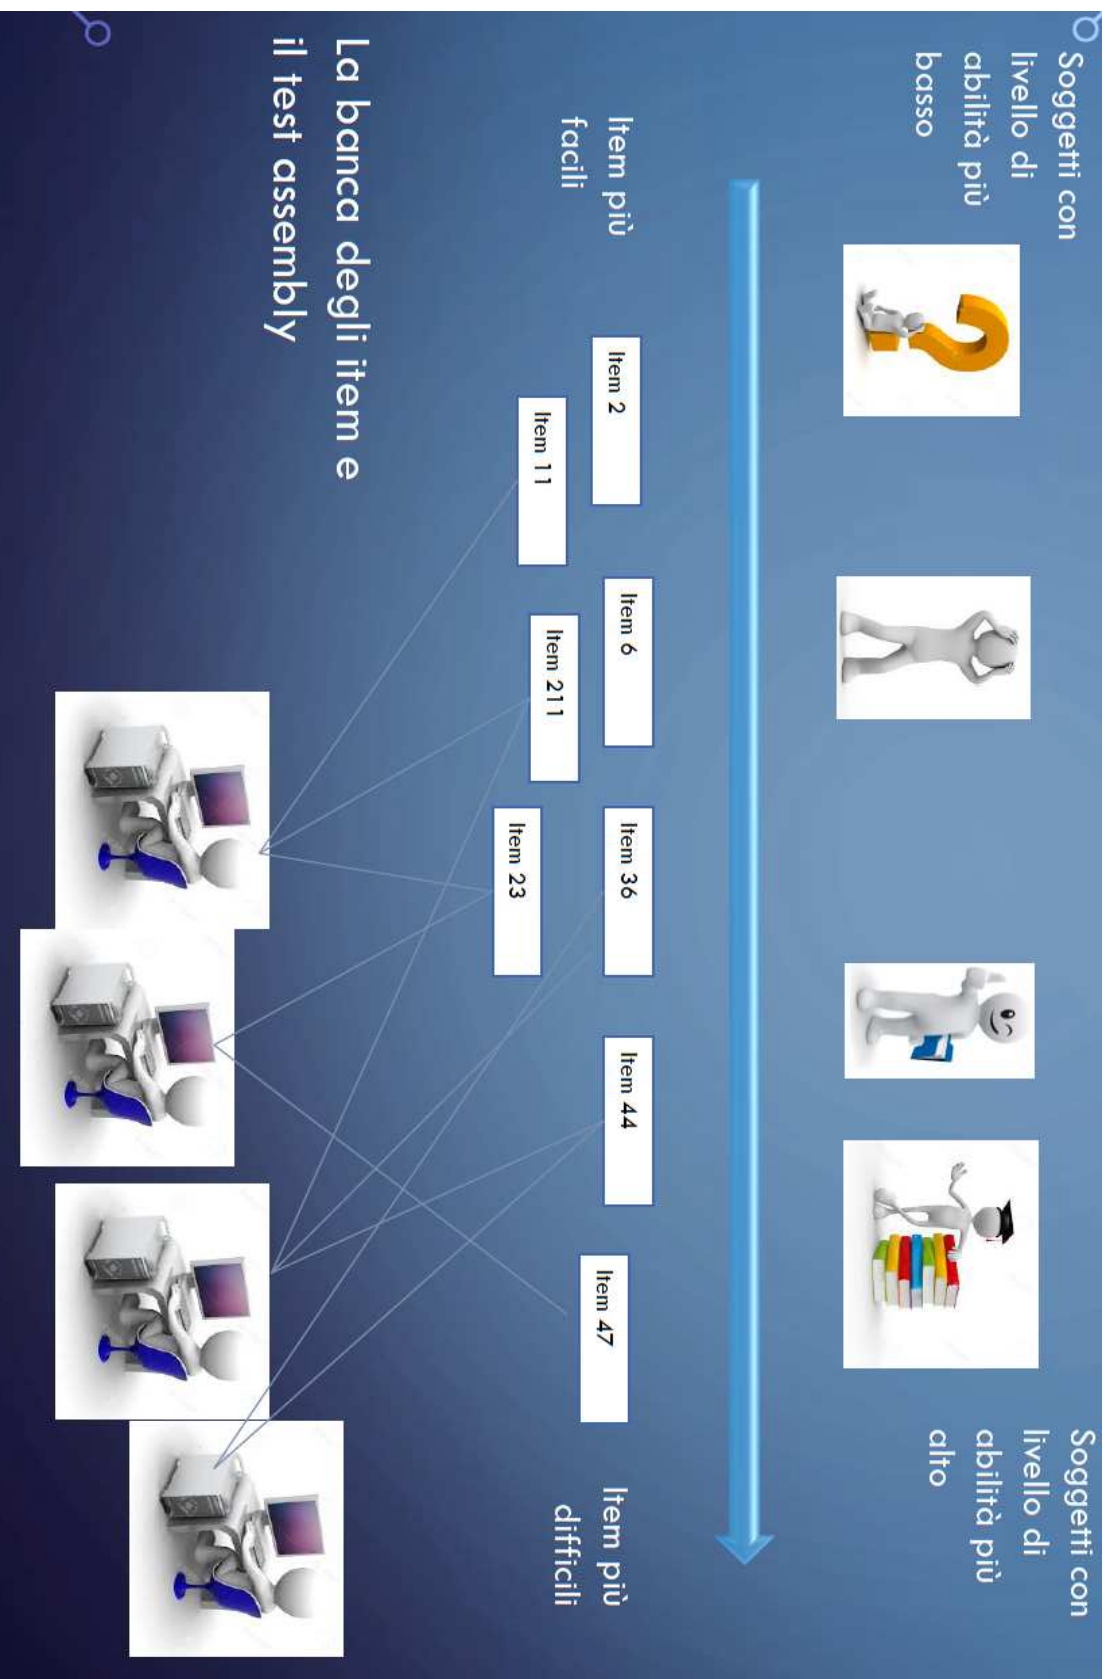 Soggetti con
livello di
abilità più
basso
Soggetti con
livello di
abilità più
alto
Item più
facili
Item 2
Item 11
Item 6
Item 211
Item 36
Item 23
Item 44
Item 47
Item più
difficili
La banca degli item e
il test assembly